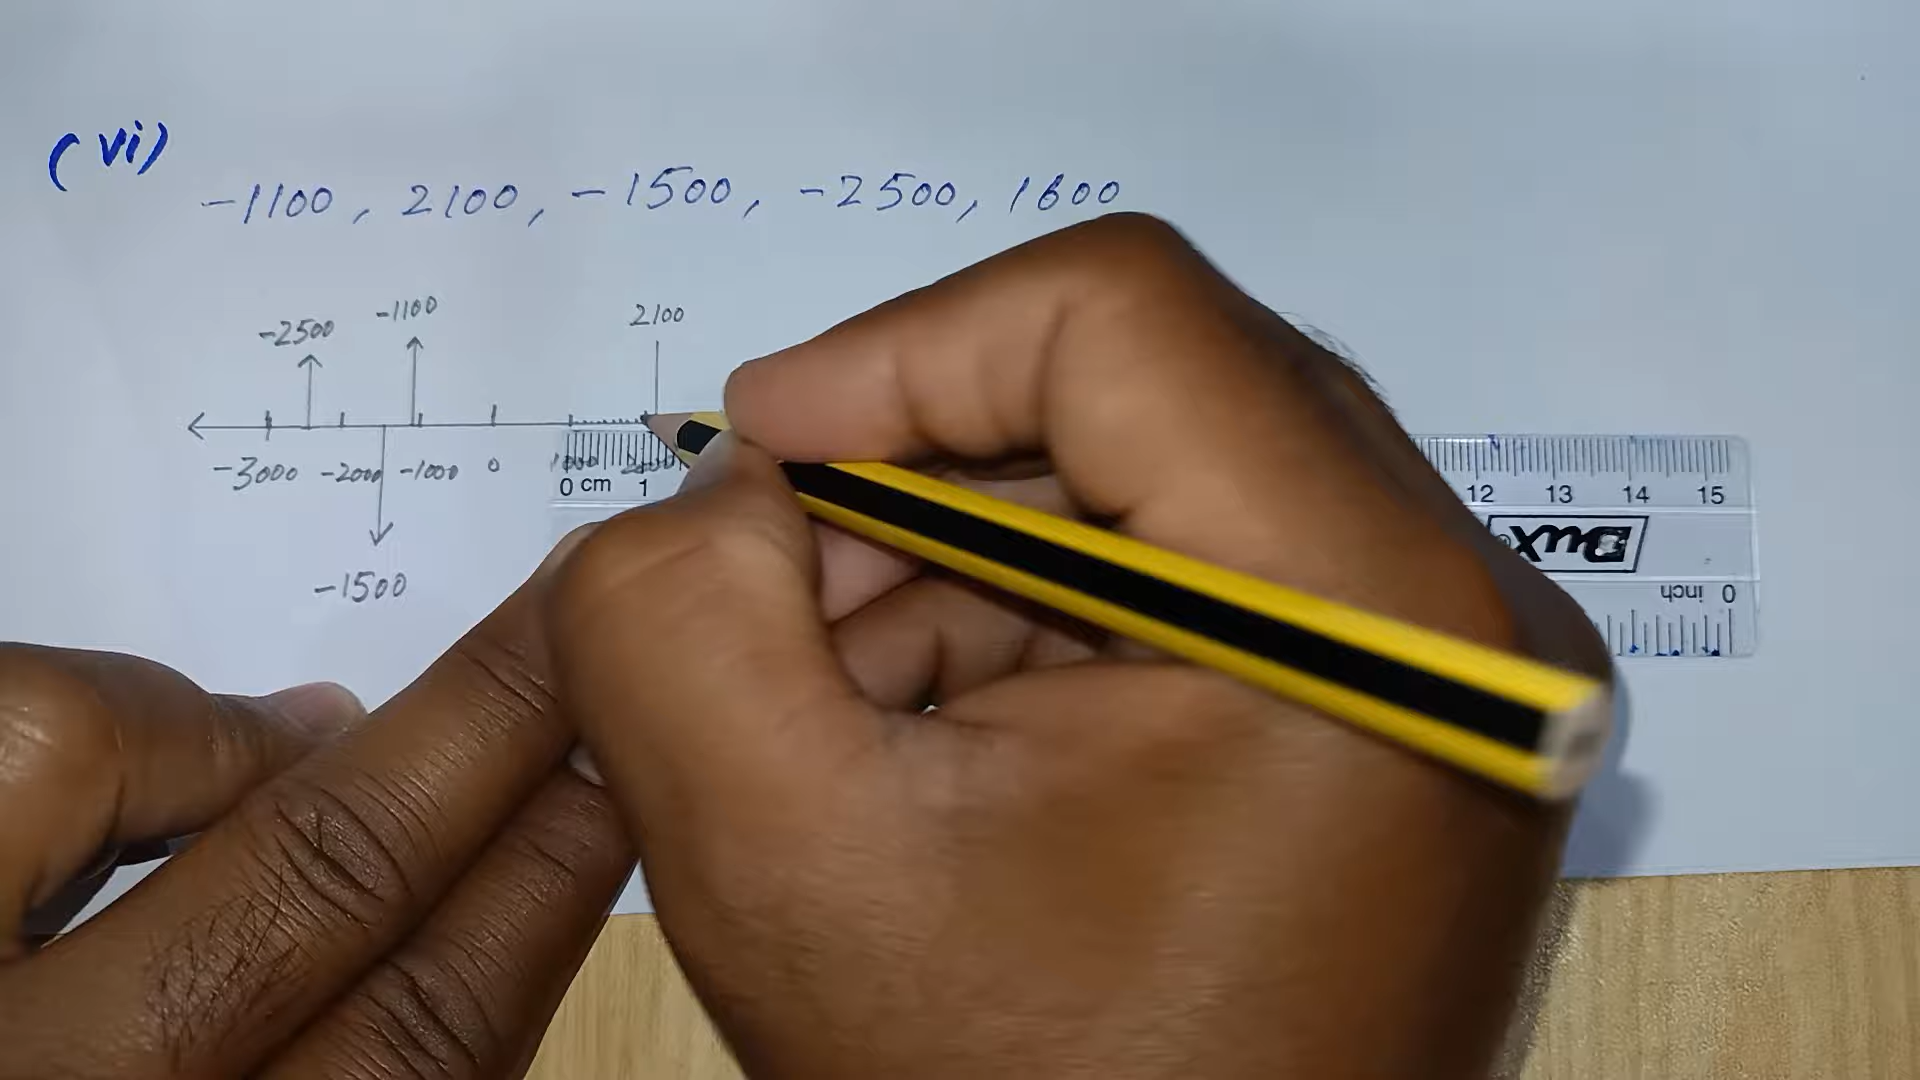 (vi)
-1100, 2100, -1500, -2500, 1600
-2500 -1100 2100
-3000 -2000 -1000 0 1000 2000
-1500
0 cm 1 12 13 14 15
Dux
0 inch